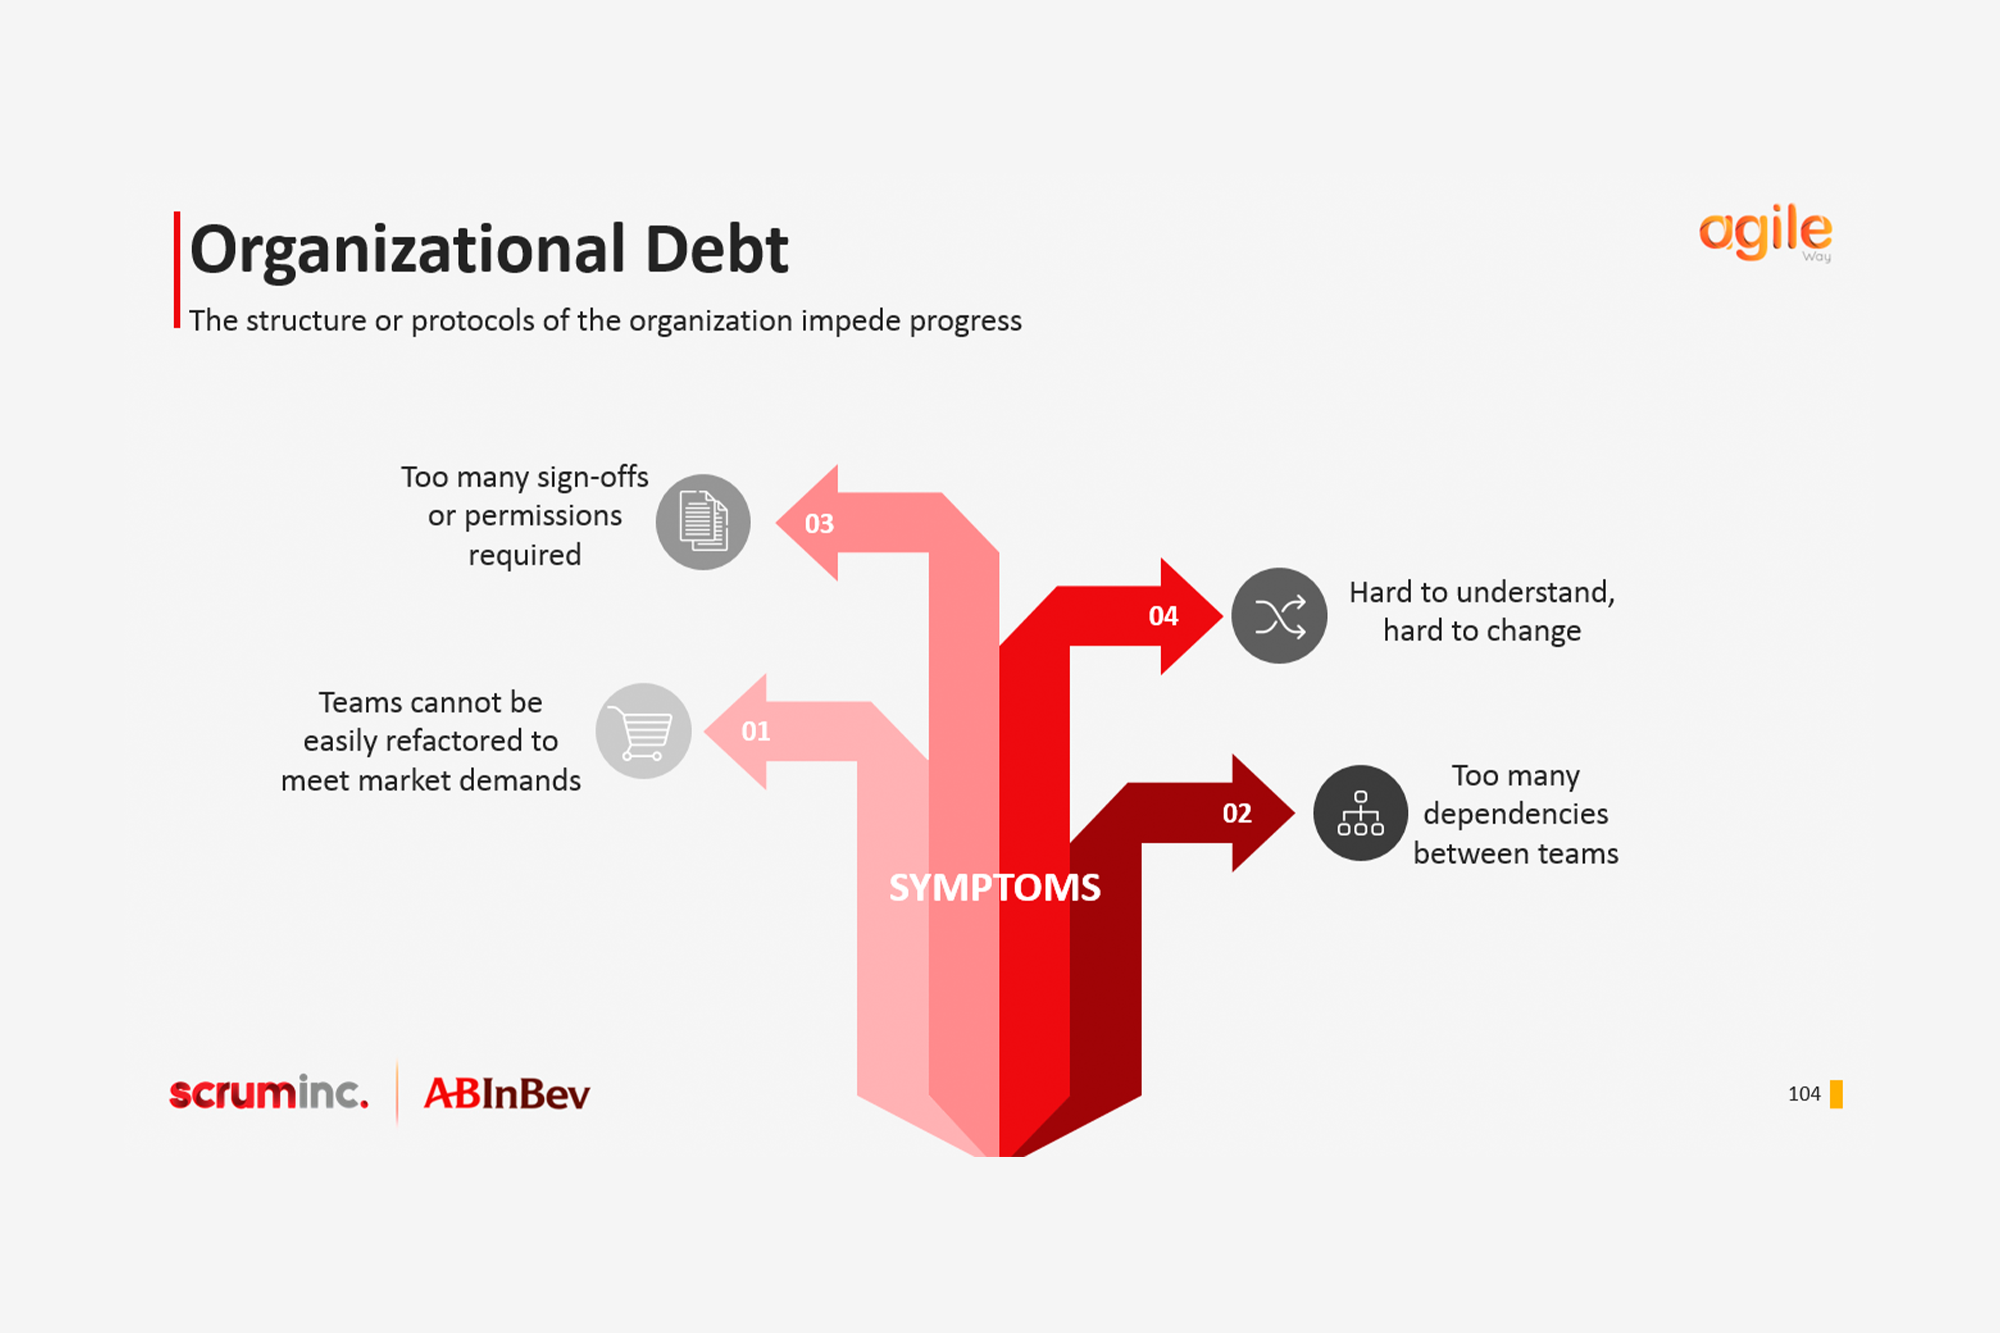 Organizational Debt
agile
Way
The structure or protocols of the organization impede progress
Too many sign-offs
or permissions
required
03
04
Hard to understand,
hard to change
Teams cannot be
easily refactored to
meet market demands
01
02
Too many
dependencies
between teams
SYMPTOMS
scruminc.
ABInBev
104